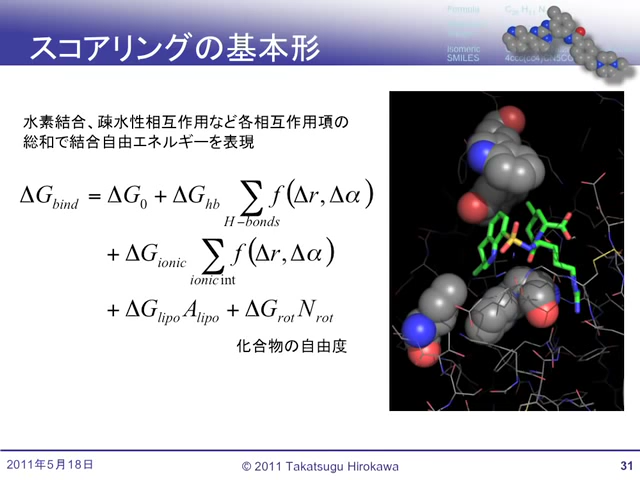 Formula
Isomeric
SMILES
スコアリングの基本形
水素結合、疎水性相互作用など各相互作用項の
総和で結合自由エネルギーを表現
ΔG_bind = ΔG_0 + ΔG_hb ∑_{H-bonds} f(Δr, Δα)
+ ΔG_ionic ∑_{ionic int} f(Δr, Δα)
+ ΔG_lipo A_lipo + ΔG_rot N_rot
化合物の自由度
2011年5月18日
© 2011 Takatsugu Hirokawa
31